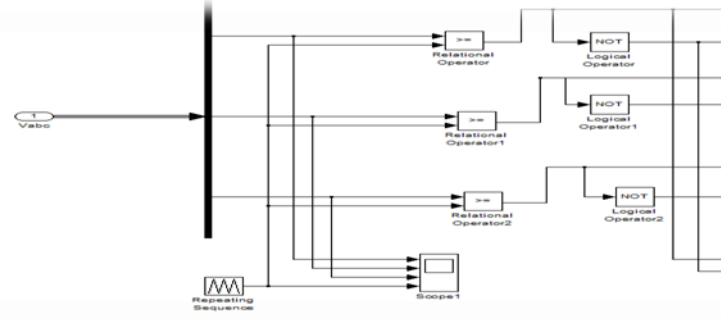 >=
Relational
Operator
NOT
Logical
Operator
1
Vabc
>=
Relational
Operator1
NOT
Logical
Operator1
>=
Relational
Operator2
NOT
Logical
Operator2
Repeating
Sequence
Scope1